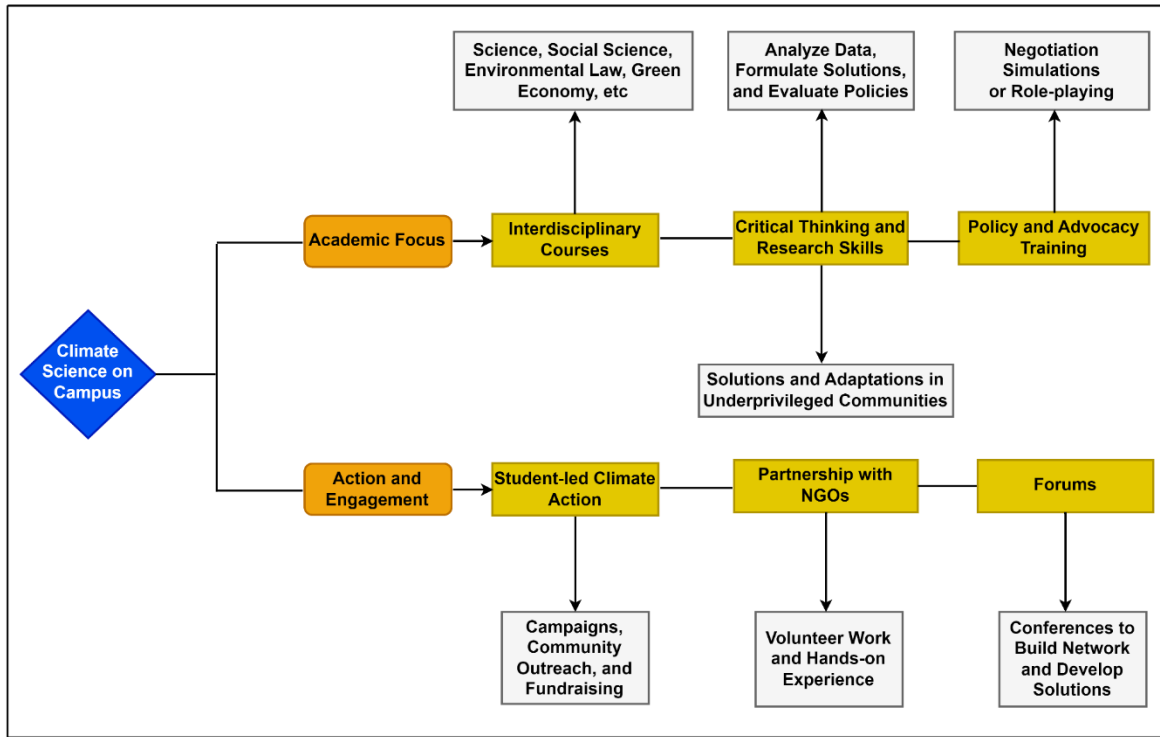 Science, Social Science,
Environmental Law, Green
Economy, etc
Analyze Data,
Formulate Solutions,
and Evaluate Policies
Negotiation
Simulations
or Role-playing
Academic Focus
Interdisciplinary
Courses
Critical Thinking and
Research Skills
Policy and Advocacy
Training
Climate
Science on
Campus
Solutions and Adaptations in
Underprivileged Communities
Action and
Engagement
Student-led Climate
Action
Partnership with
NGOs
Forums
Campaigns,
Community
Outreach, and
Fundraising
Volunteer Work
and Hands-on
Experience
Conferences to
Build Network
and Develop
Solutions